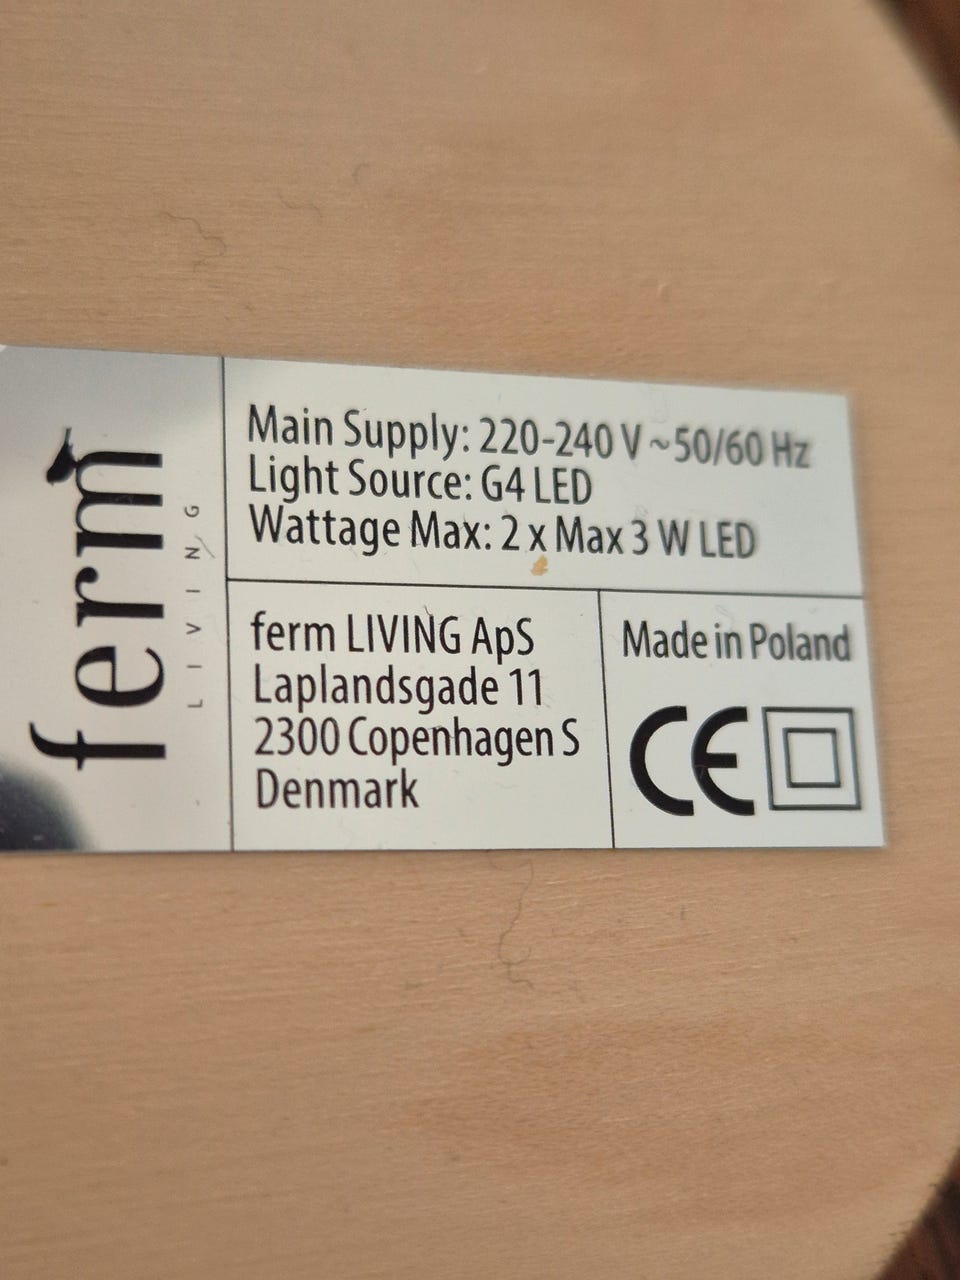 ferm
LIVING
Main Supply: 220-240 V ~50/60 Hz
Light Source: G4 LED
Wattage Max: 2 x Max 3 W LED
ferm LIVING ApS
Laplandsgade 11
2300 Copenhagen S
Denmark
Made in Poland
CE